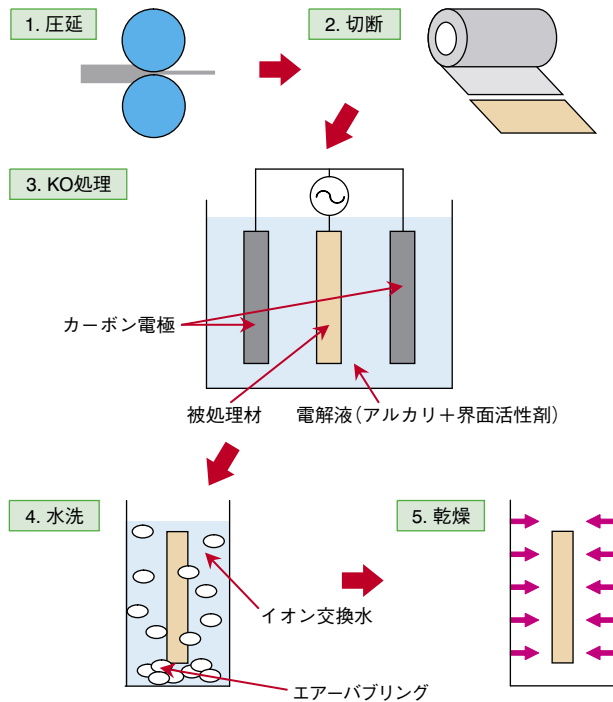 1. 圧延
2. 切断
3. KO処理
カーボン電極
被処理材
電解液(アルカリ+界面活性剤)
4. 水洗
5. 乾燥
イオン交換水
エアーバブリング